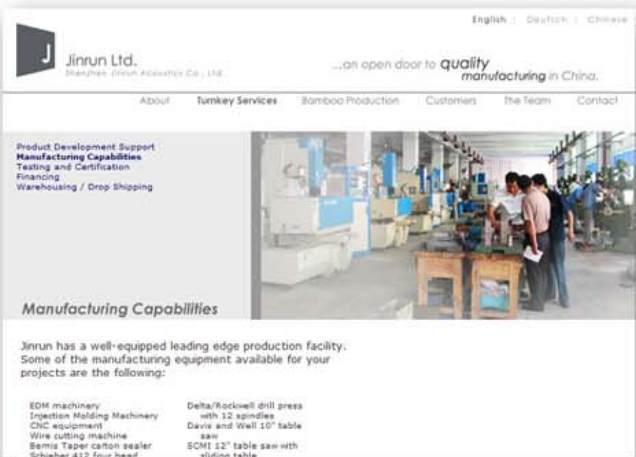 English | Deutsch | Chinese
J
Jinrun Ltd.
Shenzhen Jinrun Acoustics Co., Ltd.
...an open door to quality
manufacturing in China.
About Turnkey Services Bamboo Production Customers The Team Contact
Product Development Support
Manufacturing Capabilities
Testing and Certification
Financing
Warehousing / Drop Shipping
Manufacturing Capabilities
Jinrun has a well-equipped leading edge production facility.
Some of the manufacturing equipment available for your
projects are the following:
EDM machinery
Injection Molding Machinery
CNC equipment
Wire cutting machine
Bemis Taper carton sealer
Schieber 412 four head
Delta/Rockwell drill press
with 12 spindles
Davis and Well 10" table
saw
SCMI 12" table saw with
sliding table